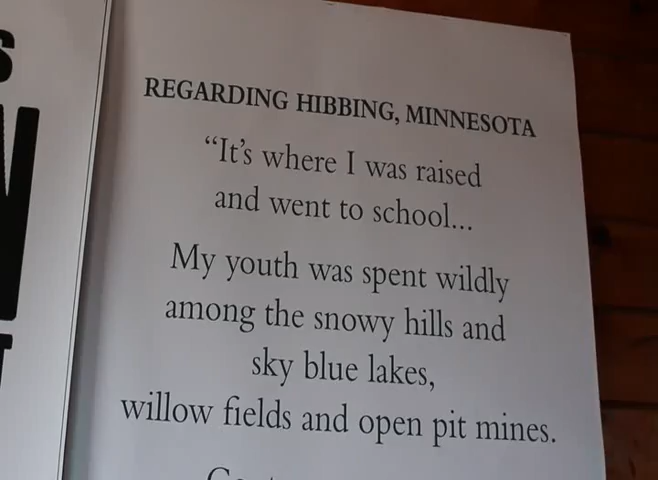 REGARDING HIBBING, MINNESOTA
“It’s where I was raised
and went to school...
My youth was spent wildly
among the snowy hills and
sky blue lakes,
willow fields and open pit mines.